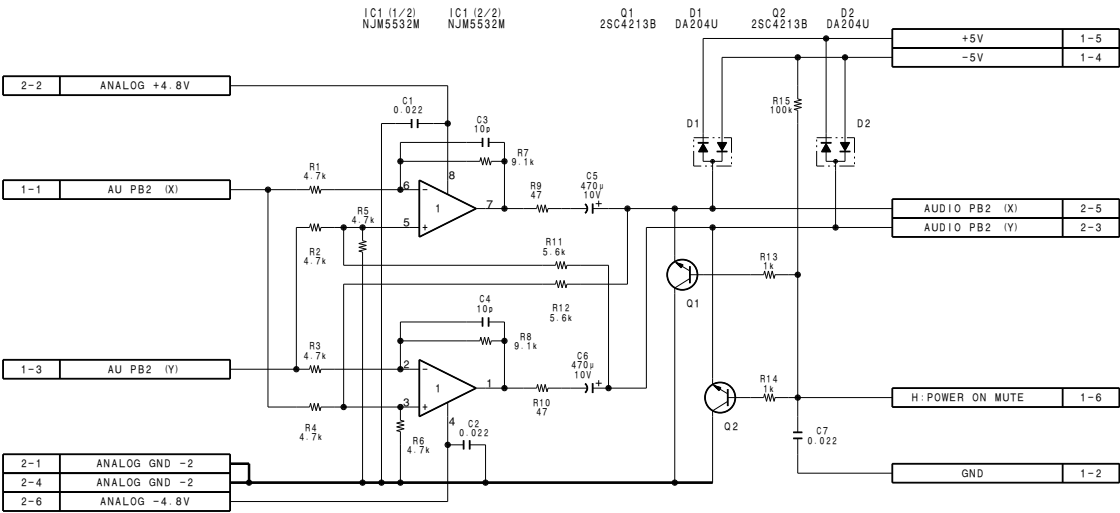 IC1 (1/2)
NJM5532M
IC1 (2/2)
NJM5532M
Q1
2SC4213B
D1
DA204U
Q2
2SC4213B
D2
DA204U
+5V 1-5
-5V 1-4
2-2 ANALOG +4.8V
C1
0.022
C3
10p
R15
100k
D1
D2
R1
4.7k
R7
9.1k
8
1-1 AU PB2 (X)
6
-
R5
4.7k
5
+
1
7
R9
47
C5
470μ
10V
+
AUDIO PB2 (X) 2-5
AUDIO PB2 (Y) 2-3
R2
4.7k
R11
5.6k
R13
1k
Q1
C4
10p
R12
5.6k
R3
4.7k
R8
9.1k
1-3 AU PB2 (Y)
2
-
C6
470μ
10V
+
1
1
R14
1k
3
+
R10
47
H:POWER ON MUTE 1-6
R4
4.7k
R6
4.7k
4
C2
0.022
Q2
C7
0.022
2-1 ANALOG GND -2
2-4 ANALOG GND -2
2-6 ANALOG -4.8V
GND 1-2